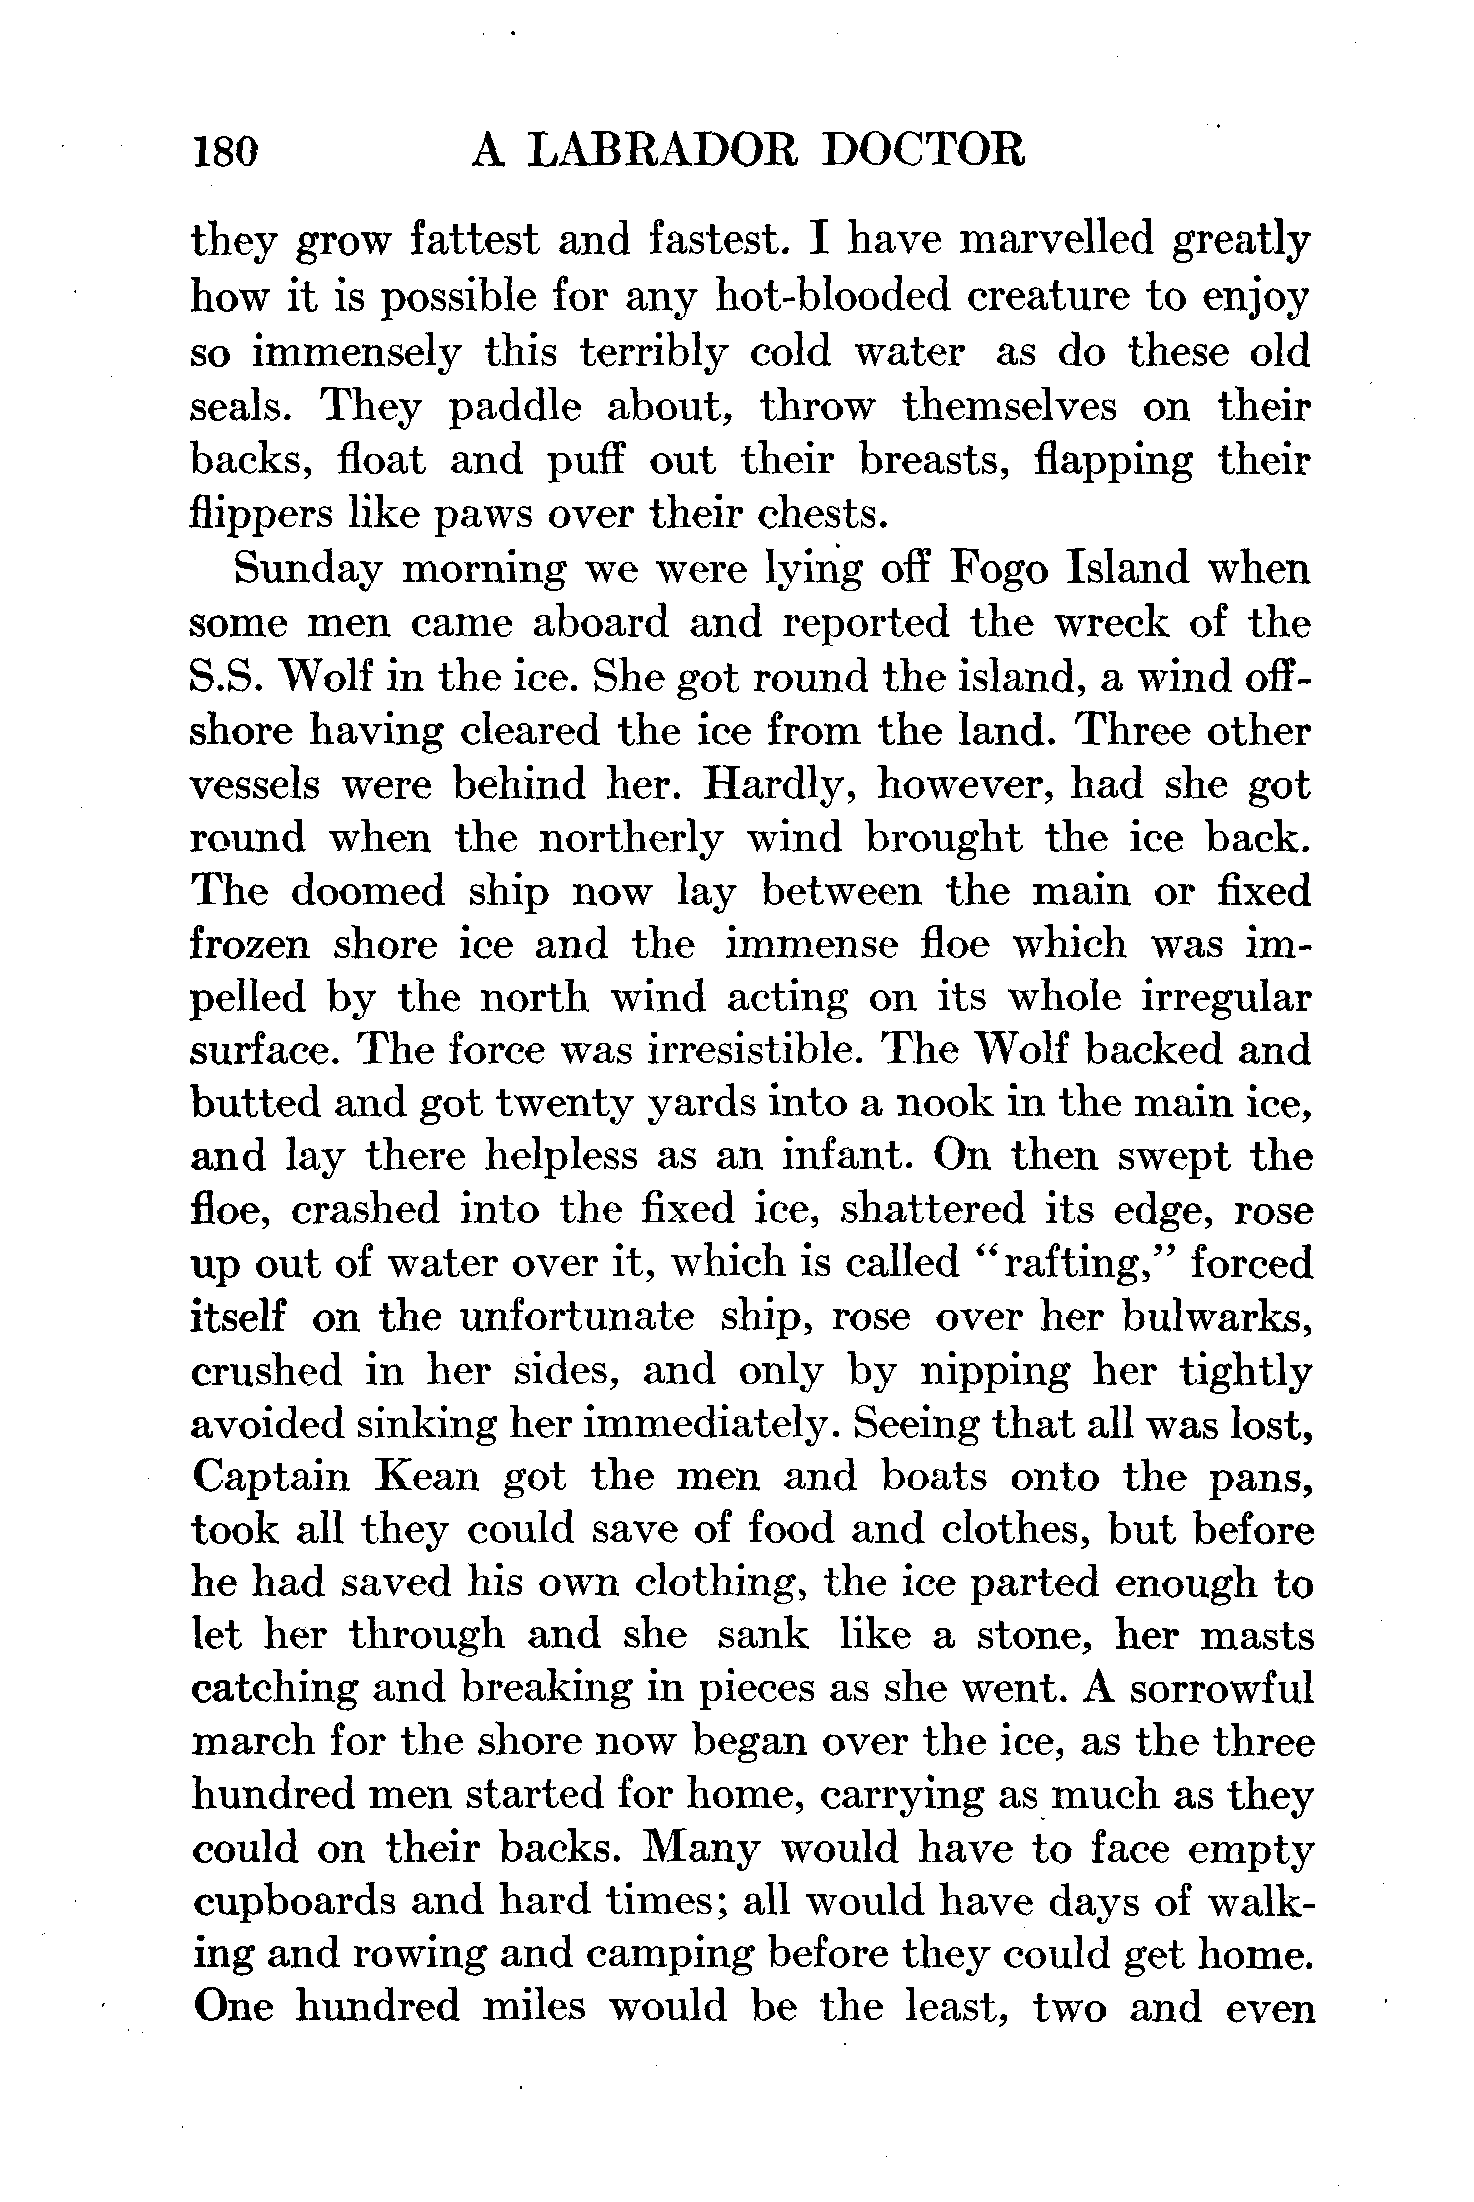 180 A LABRADOR DOCTOR
they grow fattest and fastest. I have marvelled greatly
how it is possible for any hot-blooded creature to enjoy
so immensely this terribly cold water as do these old
seals. They paddle about, throw themselves on their
backs, float and puff out their breasts, flapping their
flippers like paws over their chests.
Sunday morning we were lying off Fogo Island when
some men came aboard and reported the wreck of the
S.S. Wolf in the ice. She got round the island, a wind off-
shore having cleared the ice from the land. Three other
vessels were behind her. Hardly, however, had she got
round when the northerly wind brought the ice back.
The doomed ship now lay between the main or fixed
frozen shore ice and the immense floe which was im-
pelled by the north wind acting on its whole irregular
surface. The force was irresistible. The Wolf backed and
butted and got twenty yards into a nook in the main ice,
and lay there helpless as an infant. On then swept the
floe, crashed into the fixed ice, shattered its edge, rose
up out of water over it, which is called “rafting,” forced
itself on the unfortunate ship, rose over her bulwarks,
crushed in her sides, and only by nipping her tightly
avoided sinking her immediately. Seeing that all was lost,
Captain Kean got the men and boats onto the pans,
took all they could save of food and clothes, but before
he had saved his own clothing, the ice parted enough to
let her through and she sank like a stone, her masts
catching and breaking in pieces as she went. A sorrowful
march for the shore now began over the ice, as the three
hundred men started for home, carrying as much as they
could on their backs. Many would have to face empty
cupboards and hard times; all would have days of walk-
ing and rowing and camping before they could get home.
One hundred miles would be the least, two and even